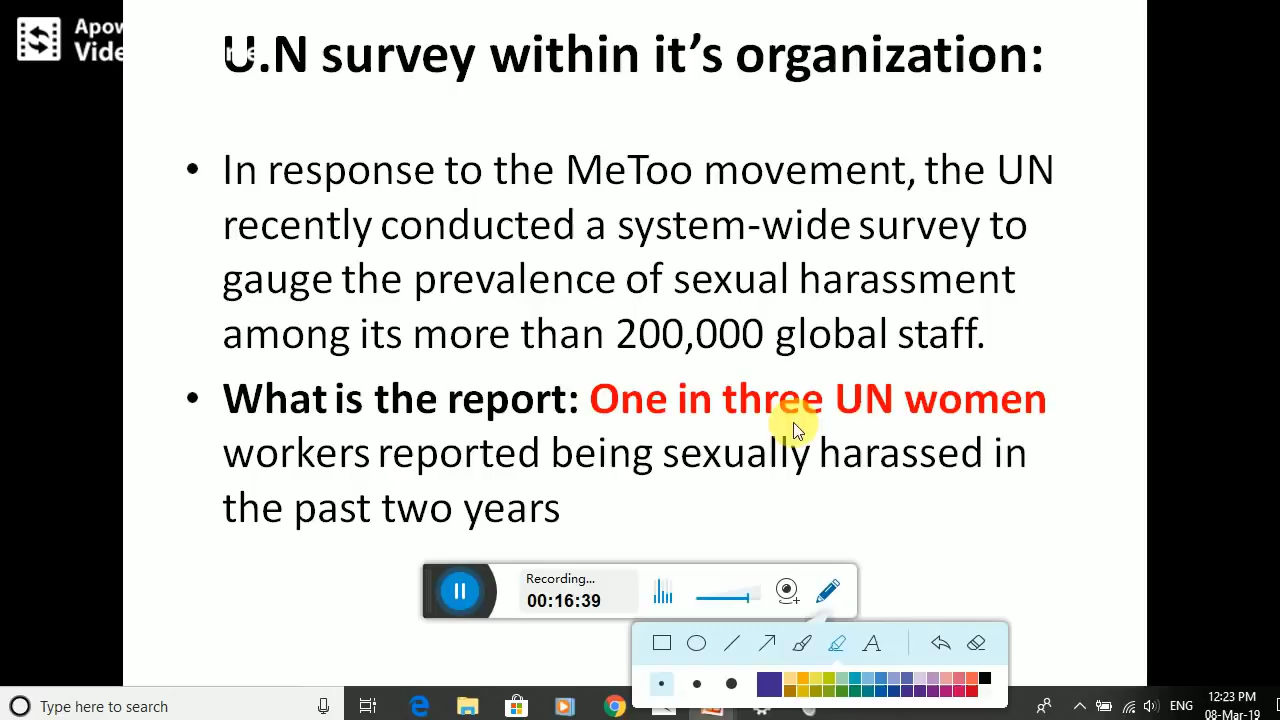 Apow
Vide
U.N survey within it's organization:
• In response to the MeToo movement, the UN
recently conducted a system-wide survey to
gauge the prevalence of sexual harassment
among its more than 200,000 global staff.
• What is the report: One in three UN women
workers reported being sexually harassed in
the past two years
Recording...
00:16:39
A
Type here to search
ENG
12:23 PM
08-Mar-19